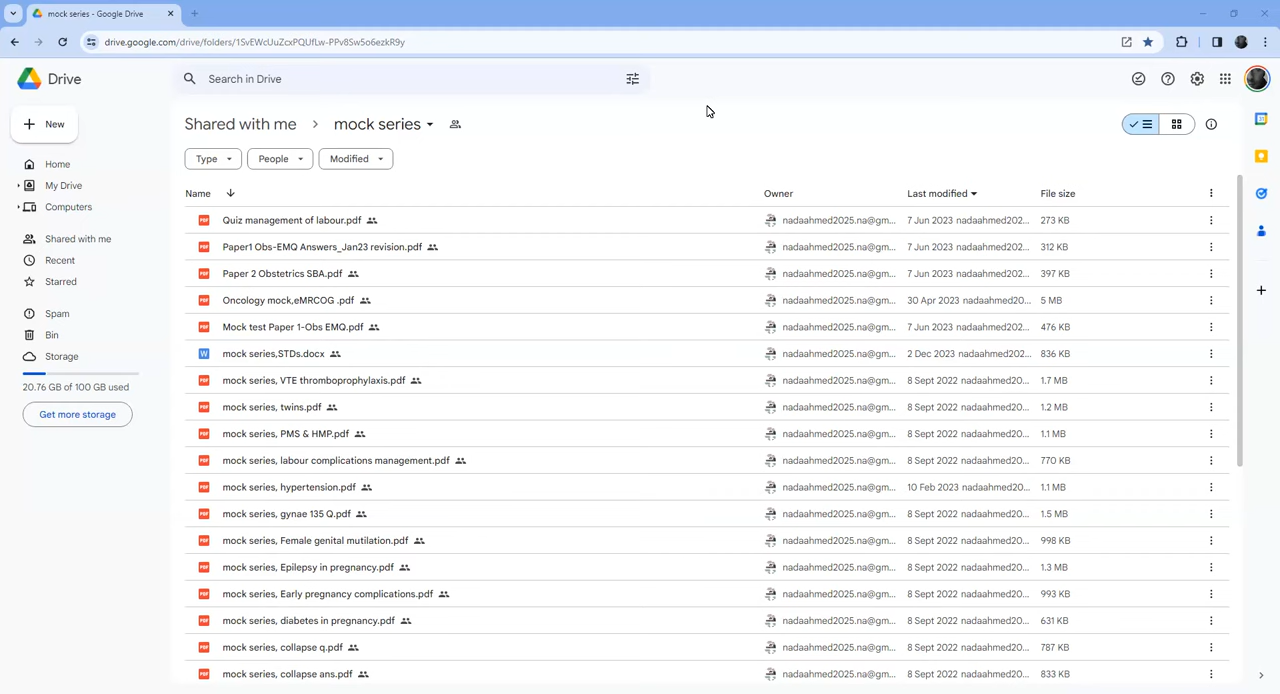 mock series - Google Drive
drive.google.com/drive/folders/1SvEWcUuZcxPQUfLw-PPv8Sw5o6ezkR9y
Drive
Search in Drive
New
Shared with me > mock series
Type People Modified
Home
My Drive
Computers
Shared with me
Recent
Starred
Spam
Bin
Storage
20.76 GB of 100 GB used
Get more storage
Name Owner Last modified File size
Quiz management of labour.pdf nadaahmed2025.na@gm... 7 Jun 2023 nadaahmed202... 273 KB
Paper1 Obs-EMQ Answers_Jan23 revision.pdf nadaahmed2025.na@gm... 7 Jun 2023 nadaahmed202... 312 KB
Paper 2 Obstetrics SBA.pdf nadaahmed2025.na@gm... 7 Jun 2023 nadaahmed202... 397 KB
Oncology mock,eMRCOG .pdf nadaahmed2025.na@gm... 30 Apr 2023 nadaahmed20... 5 MB
Mock test Paper 1-Obs EMQ.pdf nadaahmed2025.na@gm... 7 Jun 2023 nadaahmed202... 476 KB
mock series,STDs.docx nadaahmed2025.na@gm... 2 Dec 2023 nadaahmed202... 836 KB
mock series, VTE thromboprophylaxis.pdf nadaahmed2025.na@gm... 8 Sept 2022 nadaahmed20... 1.7 MB
mock series, twins.pdf nadaahmed2025.na@gm... 8 Sept 2022 nadaahmed20... 1.2 MB
mock series, PMS & HMP.pdf nadaahmed2025.na@gm... 8 Sept 2022 nadaahmed20... 1.1 MB
mock series, labour complications management.pdf nadaahmed2025.na@gm... 8 Sept 2022 nadaahmed20... 770 KB
mock series, hypertension.pdf nadaahmed2025.na@gm... 10 Feb 2023 nadaahmed20... 1.1 MB
mock series, gynae 135 Q.pdf nadaahmed2025.na@gm... 8 Sept 2022 nadaahmed20... 1.5 MB
mock series, Female genital mutilation.pdf nadaahmed2025.na@gm... 8 Sept 2022 nadaahmed20... 998 KB
mock series, Epilepsy in pregnancy.pdf nadaahmed2025.na@gm... 8 Sept 2022 nadaahmed20... 1.3 MB
mock series, Early pregnancy complications.pdf nadaahmed2025.na@gm... 8 Sept 2022 nadaahmed20... 993 KB
mock series, diabetes in pregnancy.pdf nadaahmed2025.na@gm... 8 Sept 2022 nadaahmed20... 631 KB
mock series, collapse q.pdf nadaahmed2025.na@gm... 8 Sept 2022 nadaahmed20... 787 KB
mock series, collapse ans.pdf nadaahmed2025.na@gm... 8 Sept 2022 nadaahmed20... 833 KB